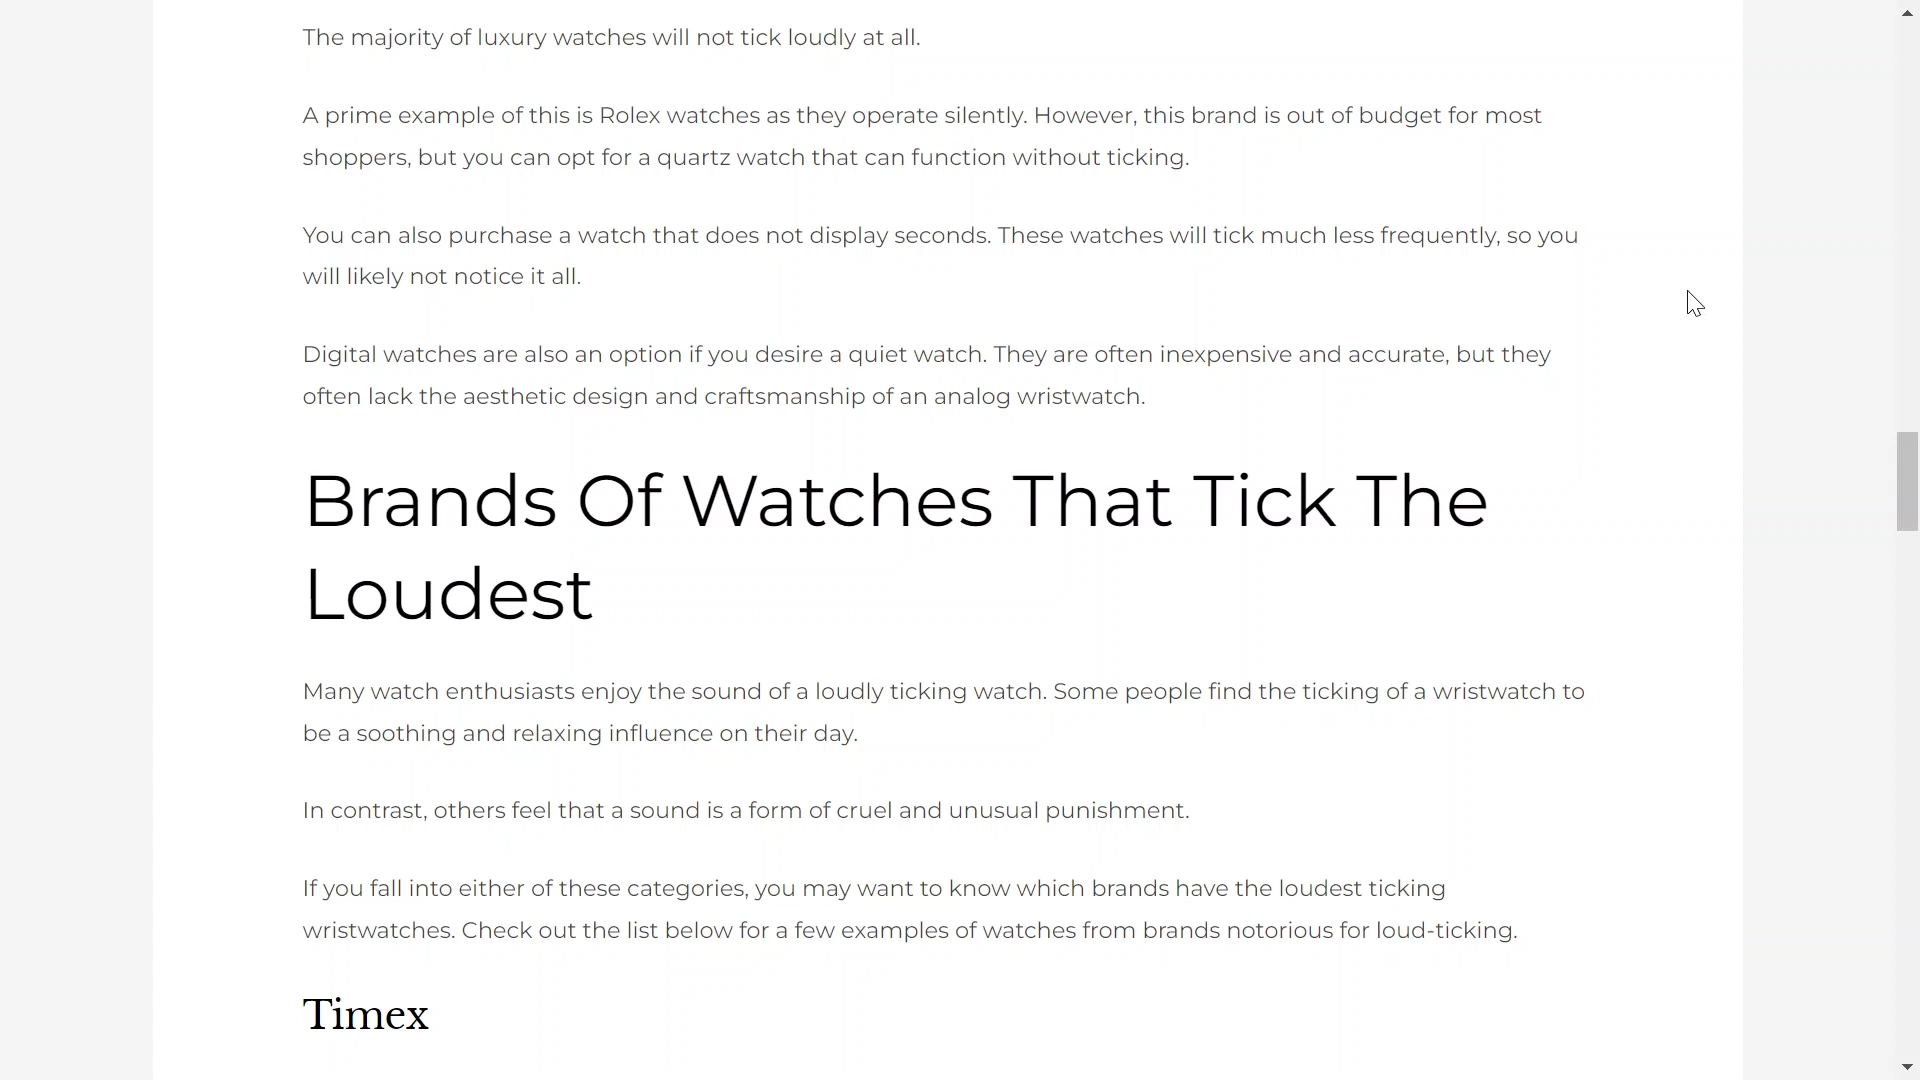 The majority of luxury watches will not tick loudly at all.
A prime example of this is Rolex watches as they operate silently. However, this brand is out of budget for most
shoppers, but you can opt for a quartz watch that can function without ticking.
You can also purchase a watch that does not display seconds. These watches will tick much less frequently, so you
will likely not notice it all.
Digital watches are also an option if you desire a quiet watch. They are often inexpensive and accurate, but they
often lack the aesthetic design and craftsmanship of an analog wristwatch.
Brands Of Watches That Tick The
Loudest
Many watch enthusiasts enjoy the sound of a loudly ticking watch. Some people find the ticking of a wristwatch to
be a soothing and relaxing influence on their day.
In contrast, others feel that a sound is a form of cruel and unusual punishment.
If you fall into either of these categories, you may want to know which brands have the loudest ticking
wristwatches. Check out the list below for a few examples of watches from brands notorious for loud-ticking.
Timex